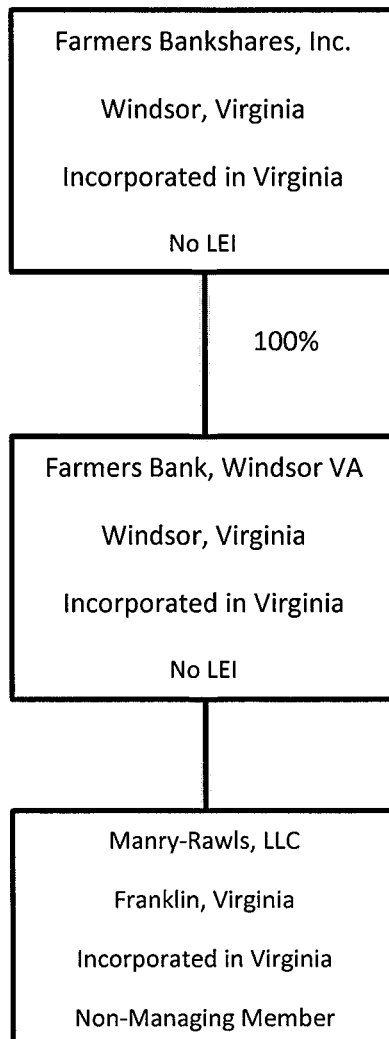 Farmers Bankshares, Inc.
Windsor, Virginia
Incorporated in Virginia
No LEI
100%
Farmers Bank, Windsor VA
Windsor, Virginia
Incorporated in Virginia
No LEI
Manry-Rawls, LLC
Franklin, Virginia
Incorporated in Virginia
Non-Managing Member